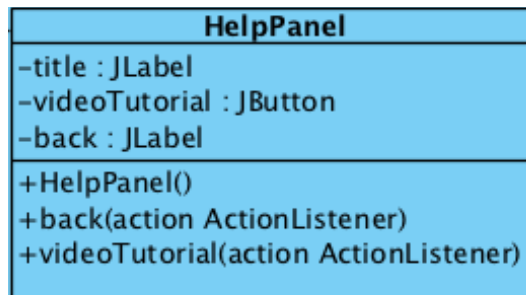 HelpPanel
-title : JLabel
-videoTutorial : JButton
-back : JLabel
+HelpPanel()
+back(action ActionListener)
+videoTutorial(action ActionListener)